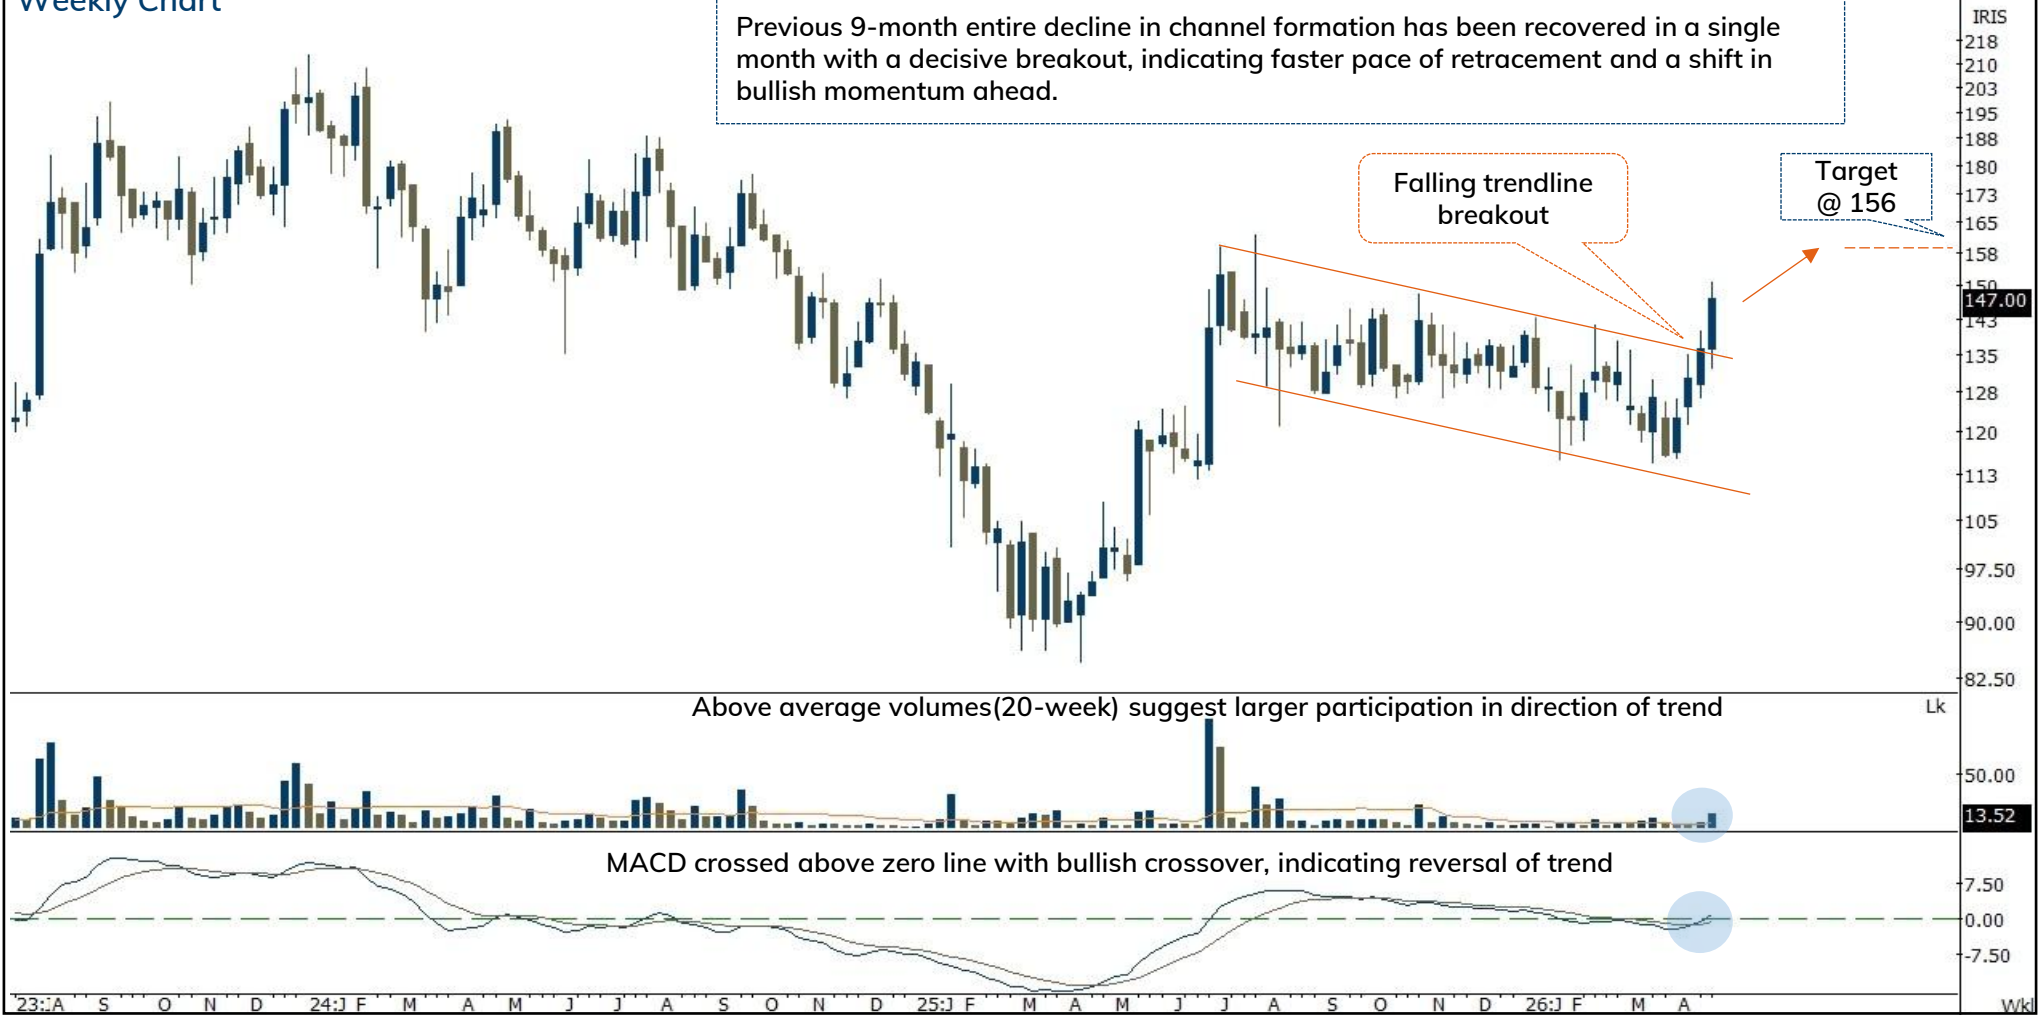 Weekly Chart
Previous 9-month entire decline in channel formation has been recovered in a single
month with a decisive breakout, indicating faster pace of retracement and a shift in
bullish momentum ahead.
IRIS
218
210
203
195
188
180
173
165
158
150
147.00
143
135
128
120
113
105
97.50
90.00
82.50
Falling trendline
breakout
Target
@ 156
Above average volumes(20-week) suggest larger participation in direction of trend
Lk
50.00
13.52
MACD crossed above zero line with bullish crossover, indicating reversal of trend
7.50
0.00
-7.50
23:JA S O N D 24:J F M A M J J A S O N D 25:J F M A M J J A S O N D 26:J F M A Wkl